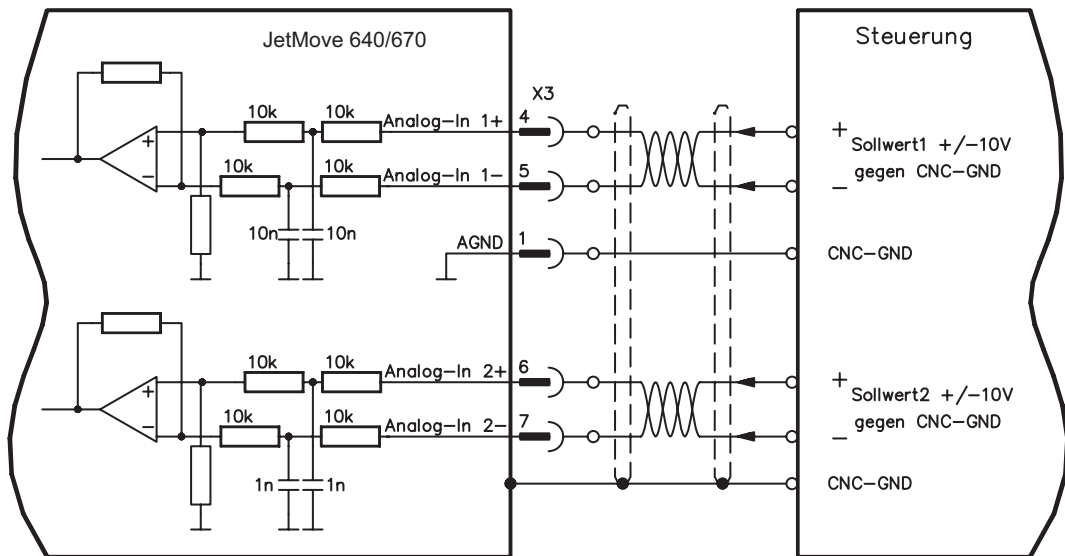 JetMove 640/670
Steuerung
X3
10k 10k Analog-In 1+ 4
+ Sollwert1 +/-10V
gegen CNC-GND
+
−
10k 10k Analog-In 1- 5
−
10n 10n
AGND 1
CNC-GND
10k 10k Analog-In 2+ 6
+ Sollwert2 +/-10V
gegen CNC-GND
+
−
10k 10k Analog-In 2- 7
−
1n 1n
CNC-GND